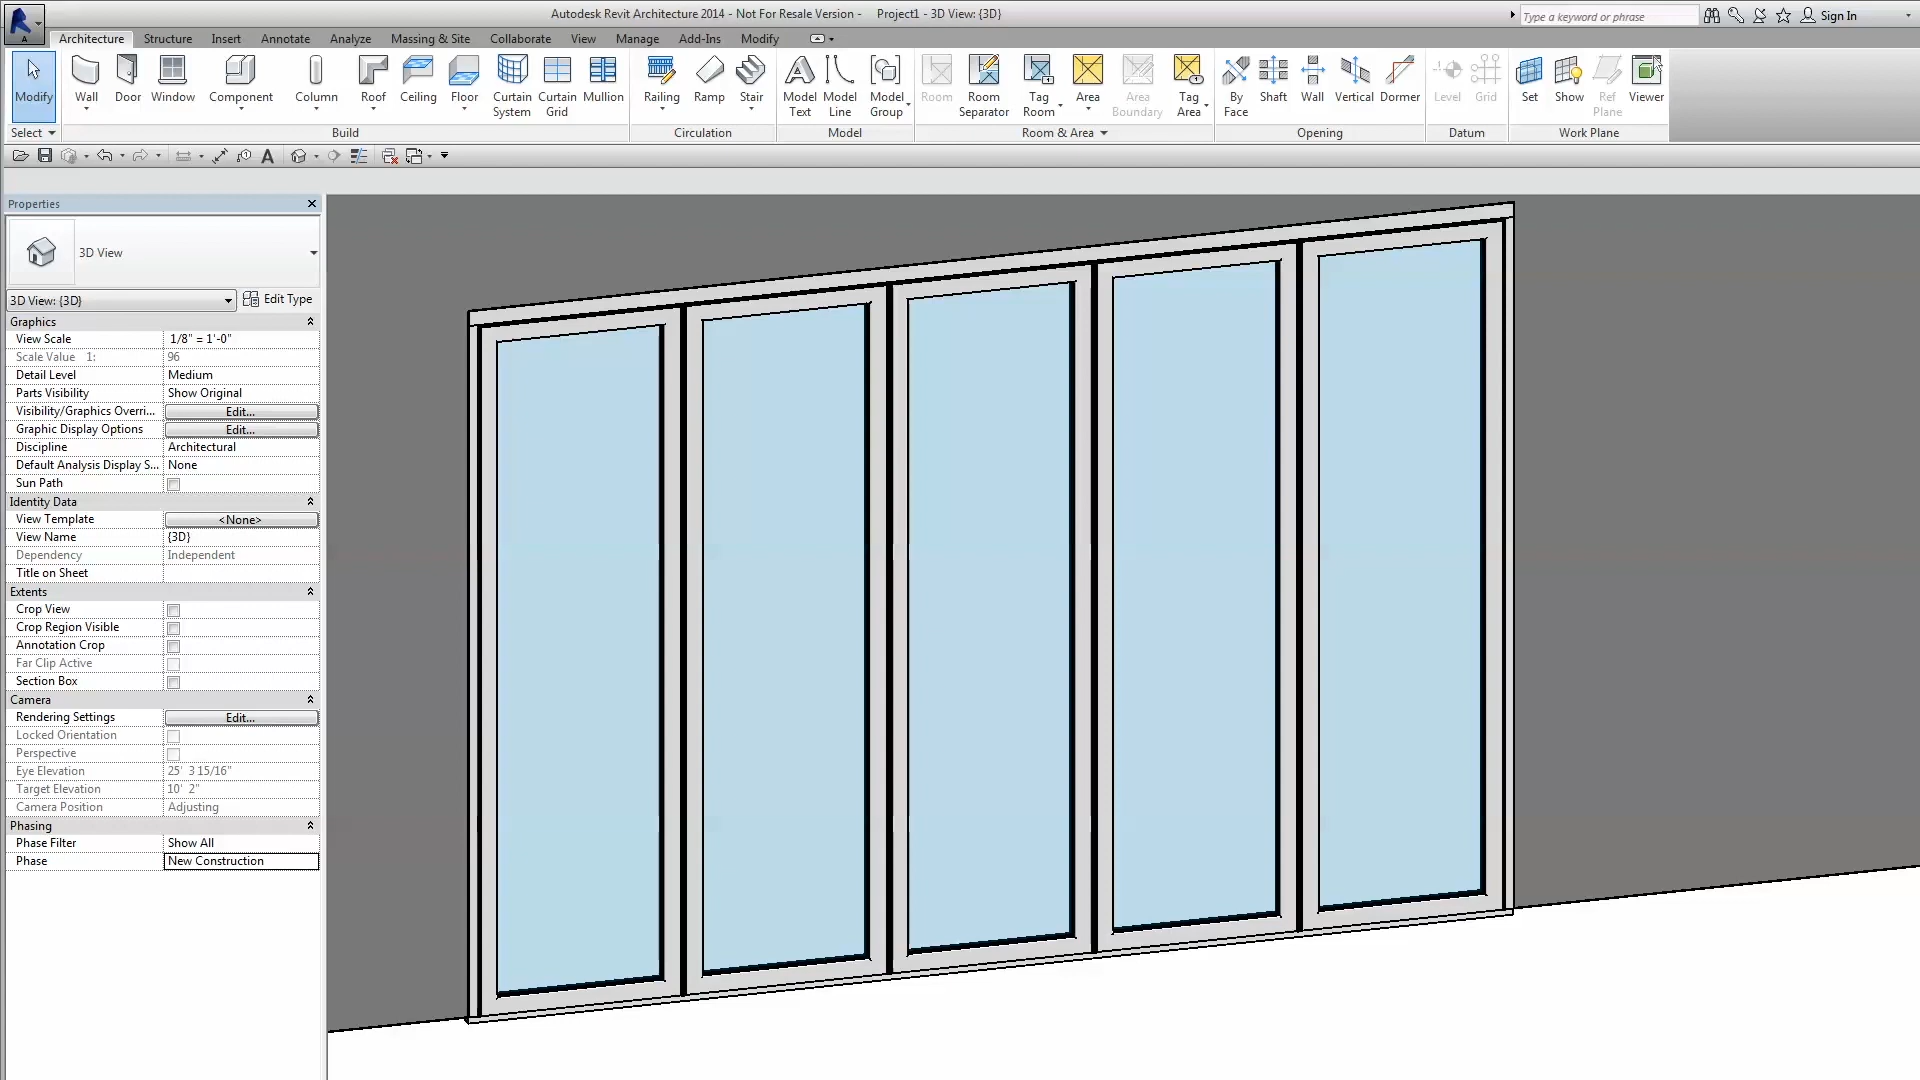 Autodesk Revit Architecture 2014 - Not For Resale Version - Project1 - 3D View: {3D}
Type a keyword or phrase
Sign In
A
Architecture Structure Insert Annotate Analyze Massing & Site Collaborate View Manage Add-Ins Modify
Modify
Wall
Door
Window
Component
Column
Roof
Ceiling
Floor
Curtain System
Curtain Grid
Mullion
Railing
Ramp
Stair
Model Text
Model Line
Model Group
Room
Room Separator
Tag Room
Area
Area Boundary
Tag Area
By Face
Shaft
Wall
Vertical
Dormer
Level
Grid
Set
Show
Ref Plane
Viewer
Select Build Circulation Model Room & Area Opening Datum Work Plane
A
Properties
3D View
3D View: {3D} Edit Type
Graphics
View Scale 1/8" = 1'-0"
Scale Value 1: 96
Detail Level Medium
Parts Visibility Show Original
Visibility/Graphics Overri... Edit...
Graphic Display Options Edit...
Discipline Architectural
Default Analysis Display S... None
Sun Path
Identity Data
View Template <None>
View Name {3D}
Dependency Independent
Title on Sheet
Extents
Crop View
Crop Region Visible
Annotation Crop
Far Clip Active
Section Box
Camera
Rendering Settings Edit...
Locked Orientation
Perspective
Eye Elevation 25' 3 15/16"
Target Elevation 10' 2"
Camera Position Adjusting
Phasing
Phase Filter Show All
Phase New Construction